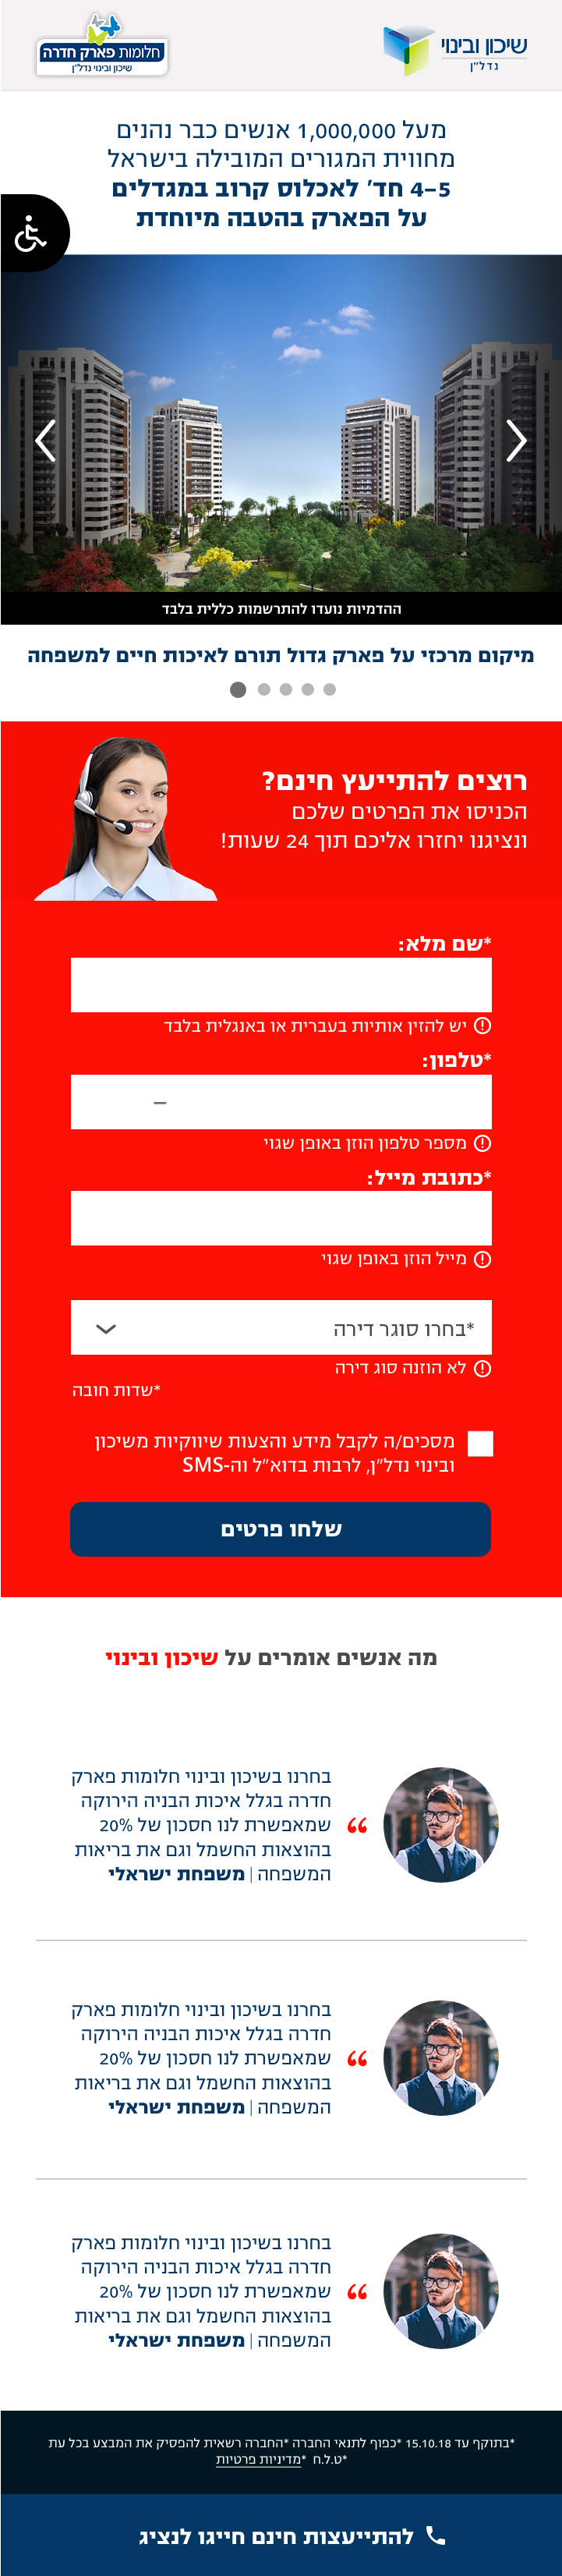 שיכון ובינוי
נדל"ן
חלומות פארק חדרה
שיכון ובינוי נדל"ן
מעל 1,000,000 אנשים כבר נהנים
מחווית המגורים המובילה בישראל
4-5 חד' לאכלוס קרוב במגדלים
על הפארק בהטבה מיוחדת
ההדמיות נועדו להתרשמות כללית בלבד
מיקום מרכזי על פארק גדול תורם לאיכות חיים למשפחה
רוצים להתייעץ חינם?
הכניסו את הפרטים שלכם
ונציגנו יחזרו אליכם תוך 24 שעות!
*שם מלא:
יש להזין אותיות בעברית או באנגלית בלבד
*טלפון:
–
מספר טלפון הוזן באופן שגוי
*כתובת מייל:
מייל הוזן באופן שגוי
*בחרו סוגר דירה
לא הוזנה סוג דירה
*שדות חובה
מסכים/ה לקבל מידע והצעות שיווקיות משיכון
ובינוי נדל"ן, לרבות בדוא"ל וה-SMS
שלחו פרטים
מה אנשים אומרים על שיכון ובינוי
בחרנו בשיכון ובינוי חלומות פארק
חדרה בגלל איכות הבניה הירוקה
שמאפשרת לנו חסכון של 20%
בהוצאות החשמל וגם את בריאות
המשפחה | משפחת ישראלי
בחרנו בשיכון ובינוי חלומות פארק
חדרה בגלל איכות הבניה הירוקה
שמאפשרת לנו חסכון של 20%
בהוצאות החשמל וגם את בריאות
המשפחה | משפחת ישראלי
בחרנו בשיכון ובינוי חלומות פארק
חדרה בגלל איכות הבניה הירוקה
שמאפשרת לנו חסכון של 20%
בהוצאות החשמל וגם את בריאות
המשפחה | משפחת ישראלי
*בתוקף עד 15.10.18 *כפוף לתנאי החברה *החברה רשאית להפסיק את המבצע בכל עת
*ט.ל.ח *מדיניות פרטיות
להתייעצות חינם חייגו לנציג